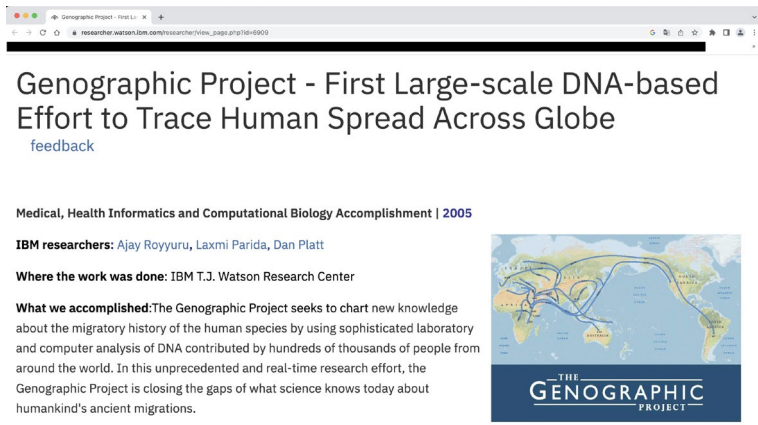 Genographic Project - First Lo
researcher.watson.ibm.com/researcher/view_page.php?id=6909
Genographic Project - First Large-scale DNA-based
Effort to Trace Human Spread Across Globe
feedback
Medical, Health Informatics and Computational Biology Accomplishment | 2005
IBM researchers: Ajay Royyuru, Laxmi Parida, Dan Platt
Where the work was done: IBM T.J. Watson Research Center
What we accomplished:The Genographic Project seeks to chart new knowledge
about the migratory history of the human species by using sophisticated laboratory
and computer analysis of DNA contributed by hundreds of thousands of people from
around the world. In this unprecedented and real-time research effort, the
Genographic Project is closing the gaps of what science knows today about
humankind's ancient migrations.
THE
GENOGRAPHIC
PROJECT